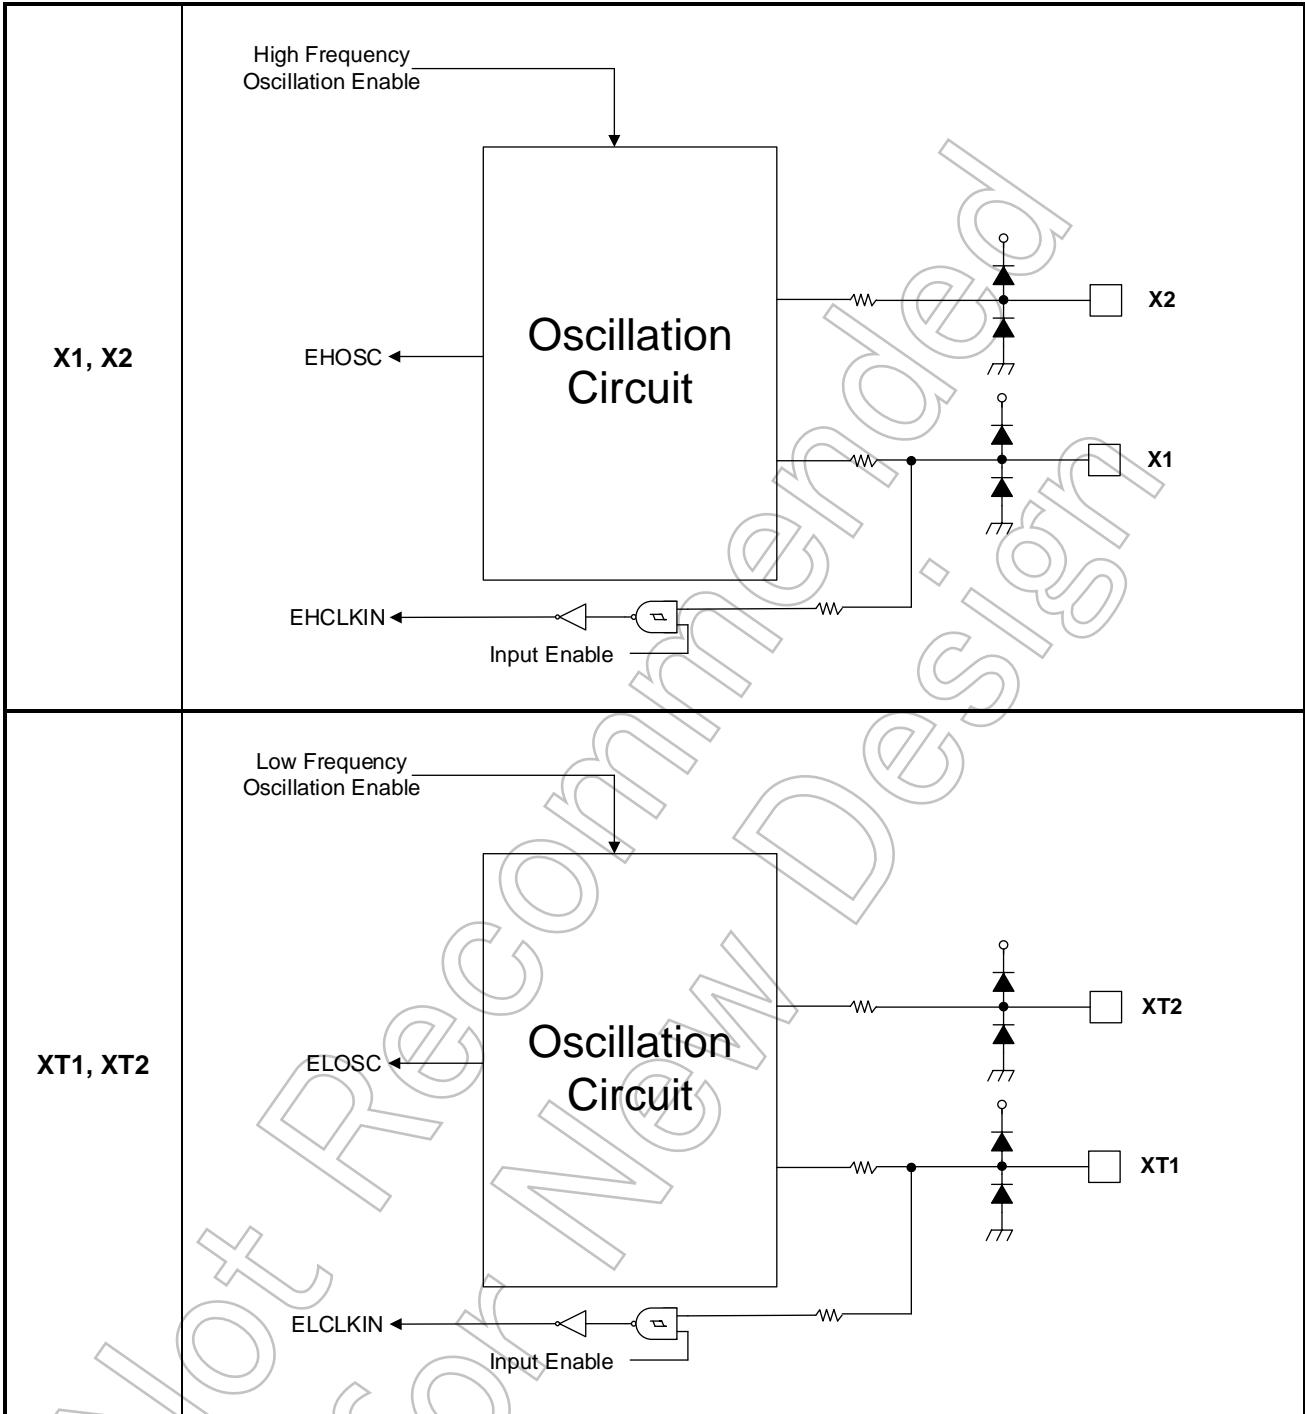 X1, X2
High Frequency
Oscillation Enable
Oscillation
Circuit
EHOSC
X2
X1
EHCLKIN
Input Enable
XT1, XT2
Low Frequency
Oscillation Enable
Oscillation
Circuit
ELOSC
XT2
XT1
ELCLKIN
Input Enable
Not Recommended
for New Design